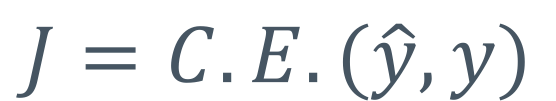 J = C.E.(ŷ, y)